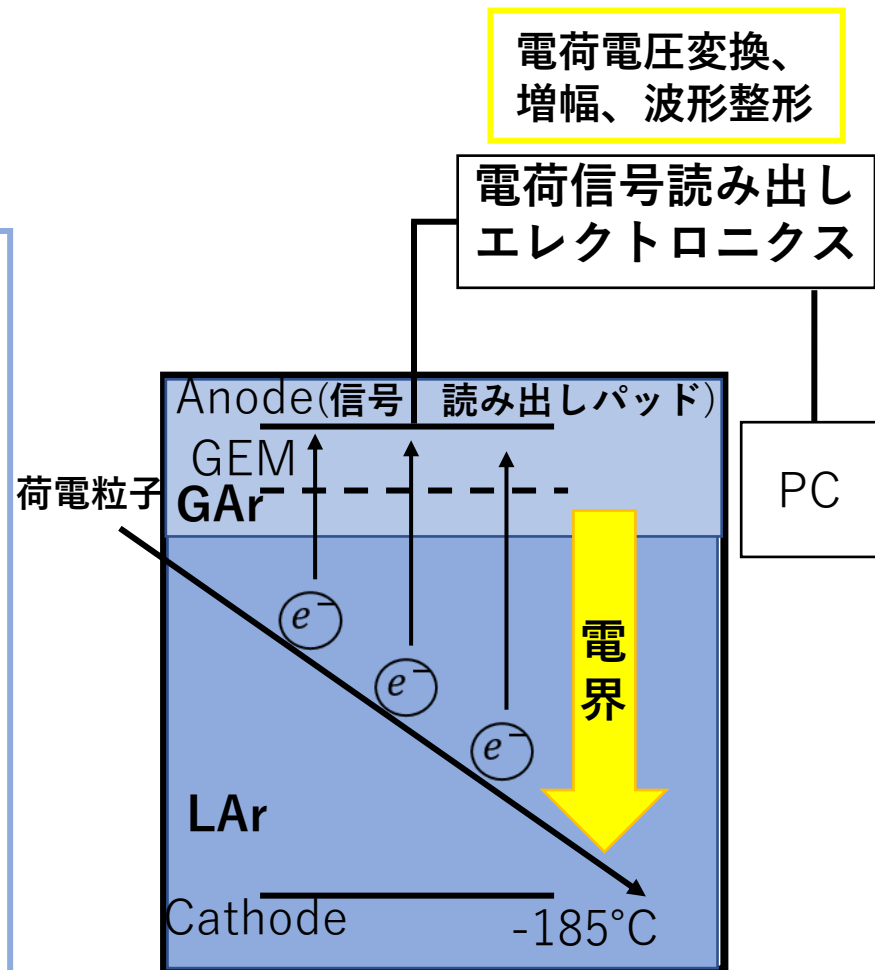 電荷電圧変換、
増幅、波形整形
電荷信号読み出し
エレクトロニクス
Anode(信号 読み出しパッド)
GEM
荷電粒子
GAr
PC
e⁻
電
界
e⁻
e⁻
LAr
Cathode
-185°C